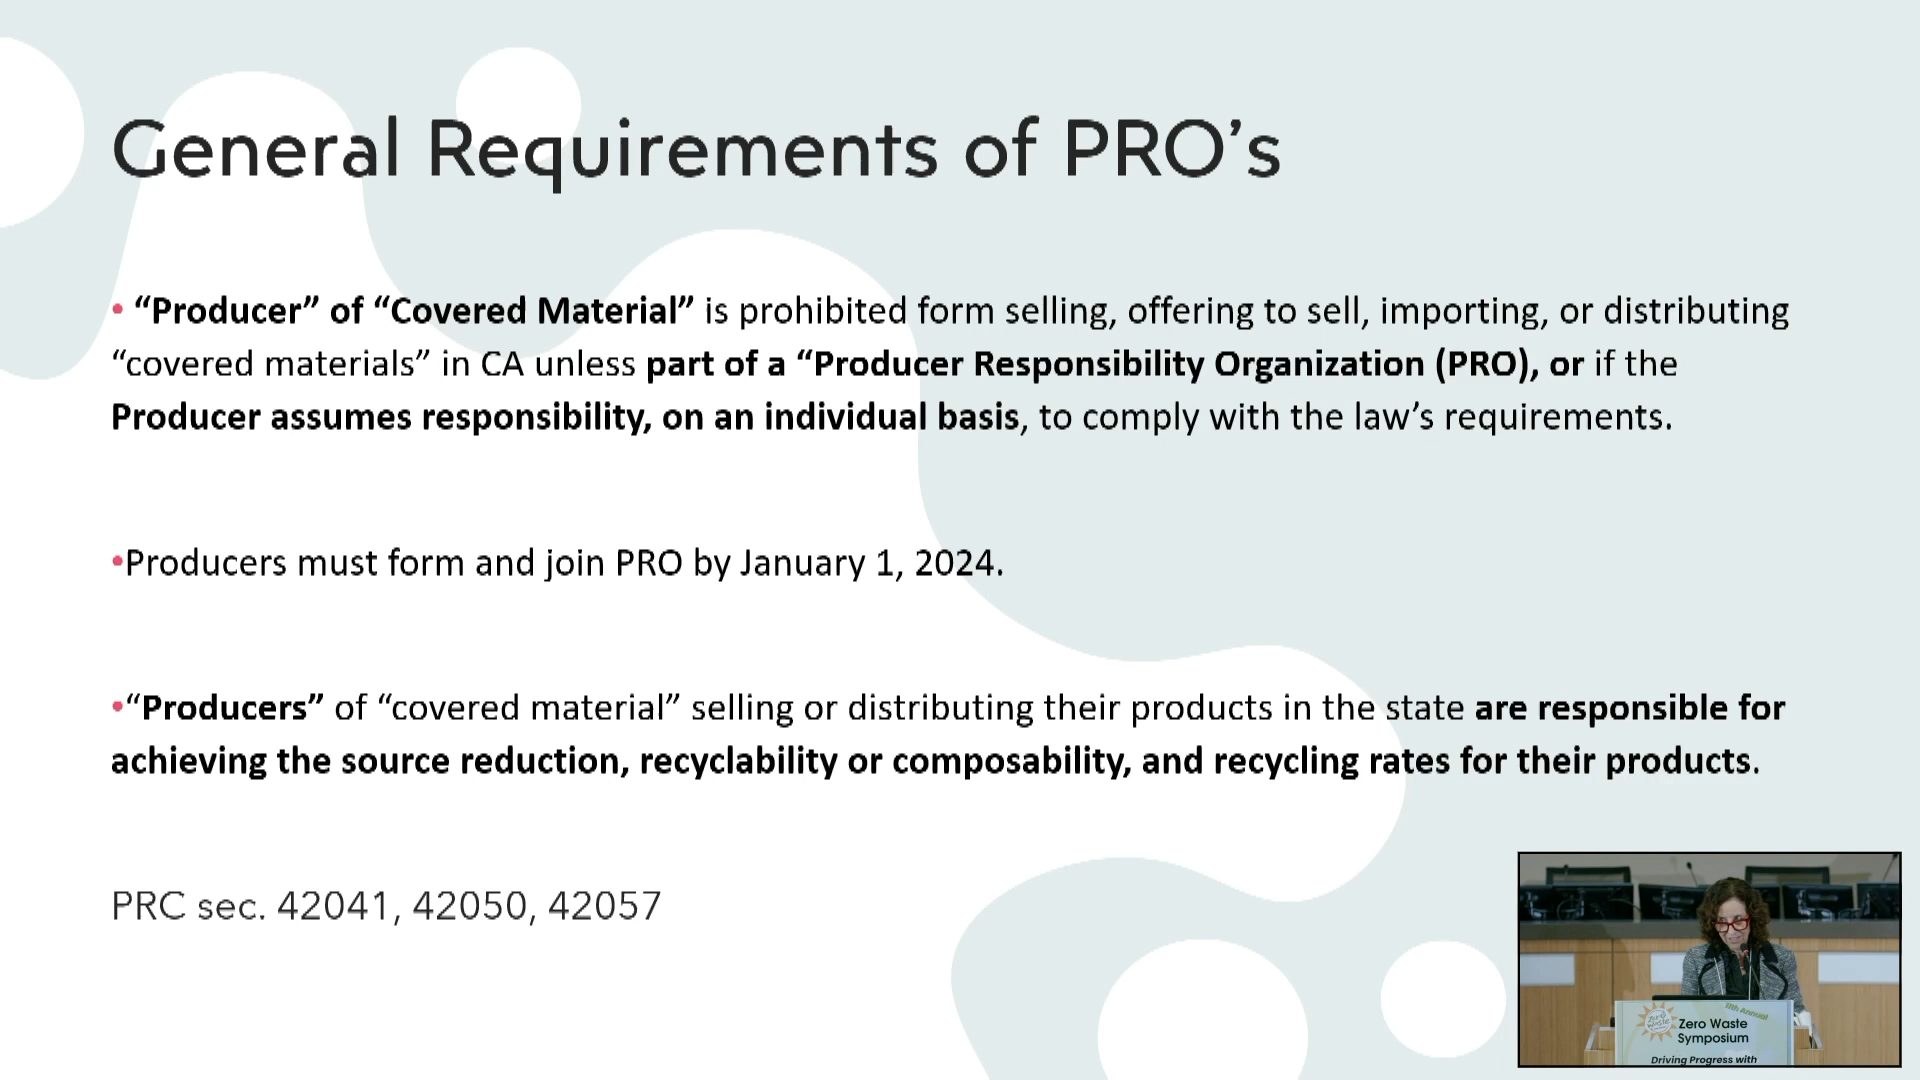 General Requirements of PRO’s
• “Producer” of “Covered Material” is prohibited form selling, offering to sell, importing, or distributing
“covered materials” in CA unless part of a “Producer Responsibility Organization (PRO), or if the
Producer assumes responsibility, on an individual basis, to comply with the law’s requirements.
•Producers must form and join PRO by January 1, 2024.
•“Producers” of “covered material” selling or distributing their products in the state are responsible for
achieving the source reduction, recyclability or composability, and recycling rates for their products.
PRC sec. 42041, 42050, 42057
11th Annual
Zero Waste
Symposium
Driving Progress with